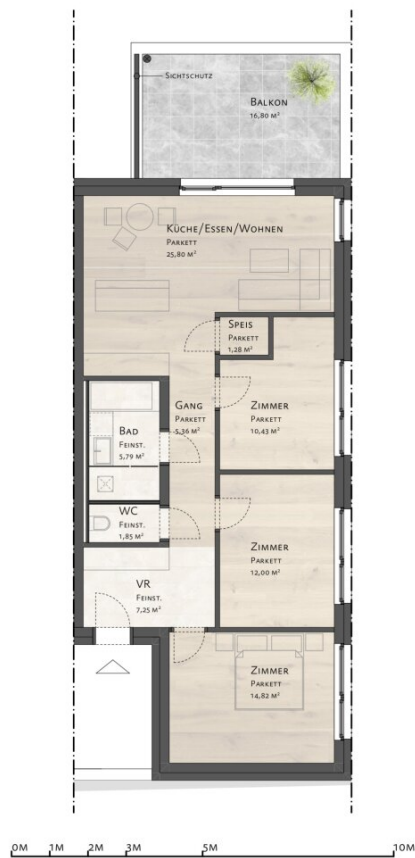 Sichtschutz
Balkon
16,80 m²
Küche/Essen/Wohnen
Parkett
25,80 m²
Speis
Parkett
1,28 m²
Gang
Parkett
5,36 m²
Zimmer
Parkett
10,43 m²
Bad
Feinst.
5,79 m²
WC
Feinst.
1,85 m²
Zimmer
Parkett
12,00 m²
VR
Feinst.
7,25 m²
Zimmer
Parkett
14,82 m²
0M 1M 2M 3M 5M 10M